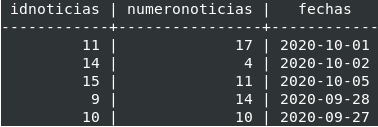 idnoticias | numeronoticias | fechas
------------+----------------+------------
11 | 17 | 2020-10-01
14 | 4 | 2020-10-02
15 | 11 | 2020-10-05
9 | 14 | 2020-09-28
10 | 10 | 2020-09-27